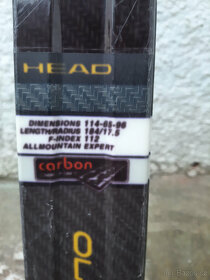 HEAD
DIMENSIONS 114-65-96
LENGTH/RADIUS 184/17.5
F-INDEX 112
ALLMOUNTAIN EXPERT
carbon